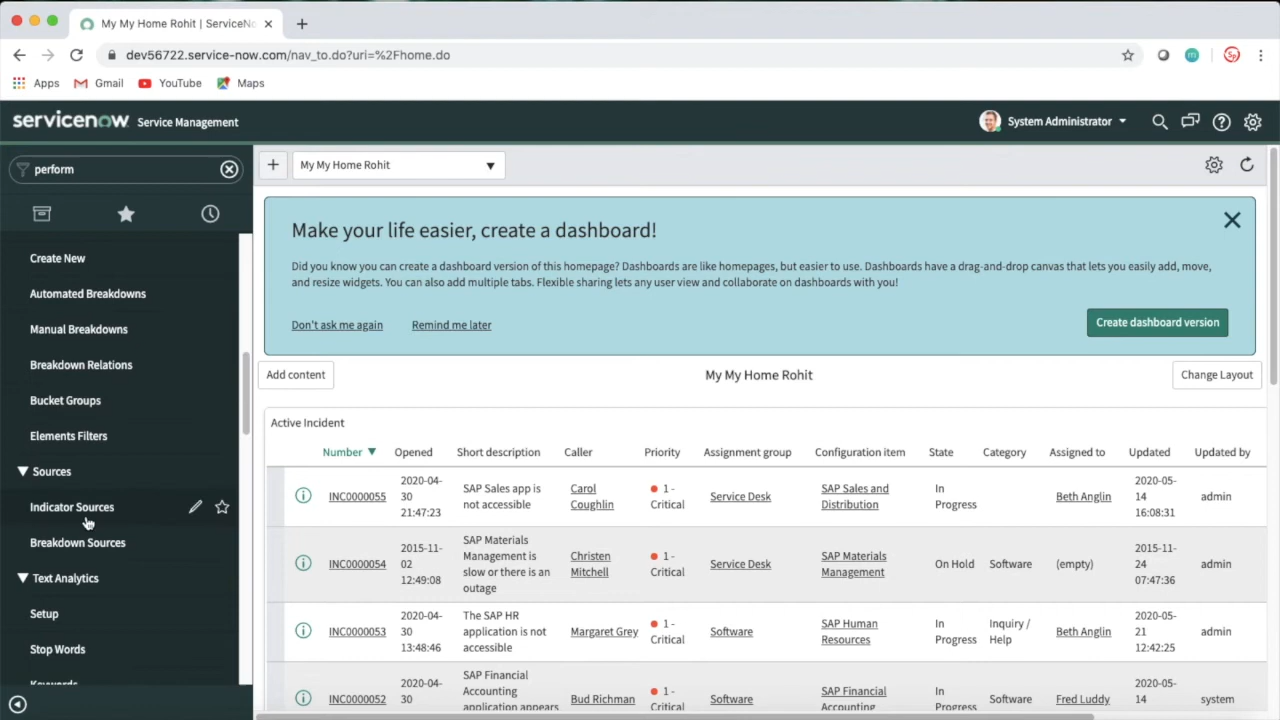 My My Home Rohit | ServiceNo
dev56722.service-now.com/nav_to.do?uri=%2Fhome.do
Apps Gmail YouTube Maps
servicenow Service Management
System Administrator
perform
My My Home Rohit
Create New
Automated Breakdowns
Manual Breakdowns
Breakdown Relations
Bucket Groups
Elements Filters
Sources
Indicator Sources
Breakdown Sources
Text Analytics
Setup
Stop Words
Keywords
Make your life easier, create a dashboard!
Did you know you can create a dashboard version of this homepage? Dashboards are like homepages, but easier to use. Dashboards have a drag-and-drop canvas that lets you easily add, move,
and resize widgets. You can also add multiple tabs. Flexible sharing lets any user view and collaborate on dashboards with you!
Don't ask me again Remind me later
Create dashboard version
Add content
My My Home Rohit
Change Layout
Active Incident
Number Opened Short description Caller Priority Assignment group Configuration item State Category Assigned to Updated Updated by
INC0000055 2020-04-30 21:47:23 SAP Sales app is not accessible Carol Coughlin 1 - Critical Service Desk SAP Sales and Distribution In Progress Beth Anglin 2020-05-14 16:08:31 admin
INC0000054 2015-11-02 12:49:08 SAP Materials Management is slow or there is an outage Christen Mitchell 1 - Critical Service Desk SAP Materials Management On Hold Software (empty) 2015-11-24 07:47:36 admin
INC0000053 2020-04-30 13:48:46 The SAP HR application is not accessible Margaret Grey 1 - Critical Software SAP Human Resources In Progress Inquiry / Help Beth Anglin 2020-05-21 12:42:25 admin
INC0000052 2020-04-30 SAP Financial Accounting application appears Bud Richman 1 - Critical Software SAP Financial Accounting In Progress Software Fred Luddy 2020-05-14 system